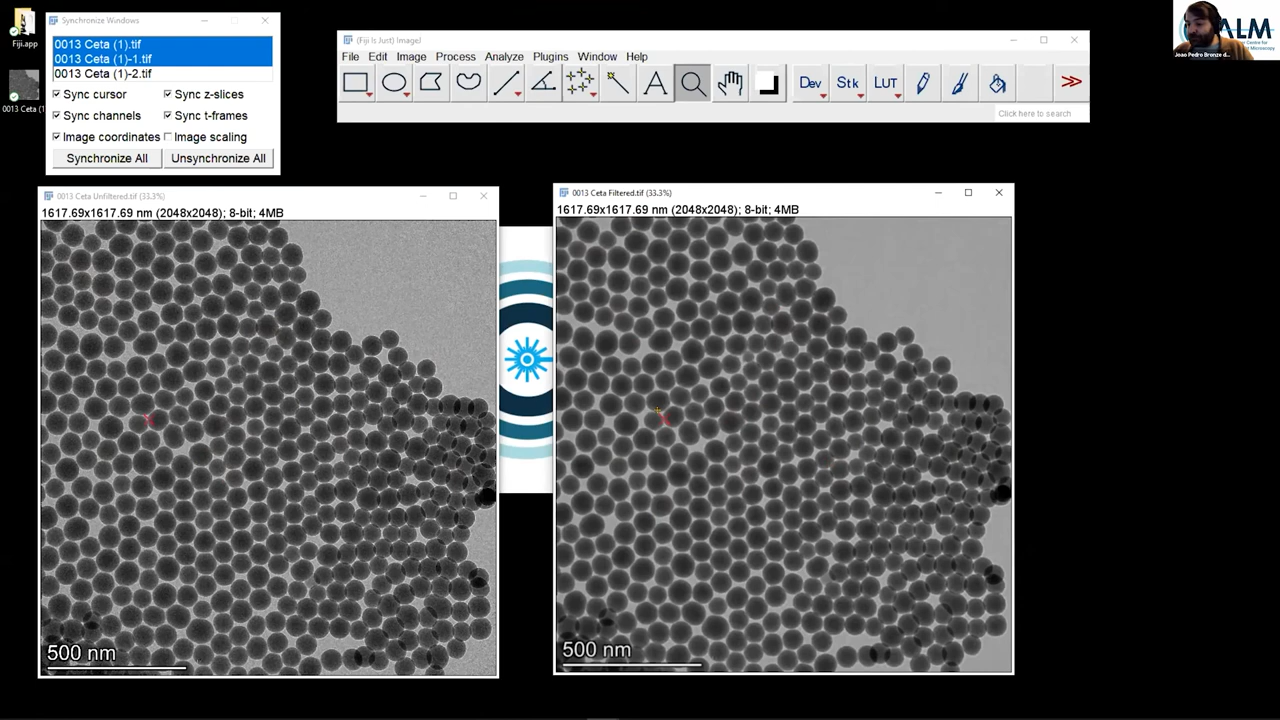 Fiji.app
0013 Ceta (1)
Synchronize Windows
0013 Ceta (1).tif
0013 Ceta (1)-1.tif
0013 Ceta (1)-2.tif
Sync cursor
Sync z-slices
Sync channels
Sync t-frames
Image coordinates
Image scaling
Synchronize All
Unsynchronize All
(Fiji Is Just) ImageJ
File Edit Image Process Analyze Plugins Window Help
A Dev Stk LUT >>
Click here to search
0013 Ceta Unfiltered.tif (33.3%)
1617.69x1617.69 nm (2048x2048); 8-bit; 4MB
500 nm
0013 Ceta Filtered.tif (33.3%)
1617.69x1617.69 nm (2048x2048); 8-bit; 4MB
500 nm
ALM
Centre for
Microscopy